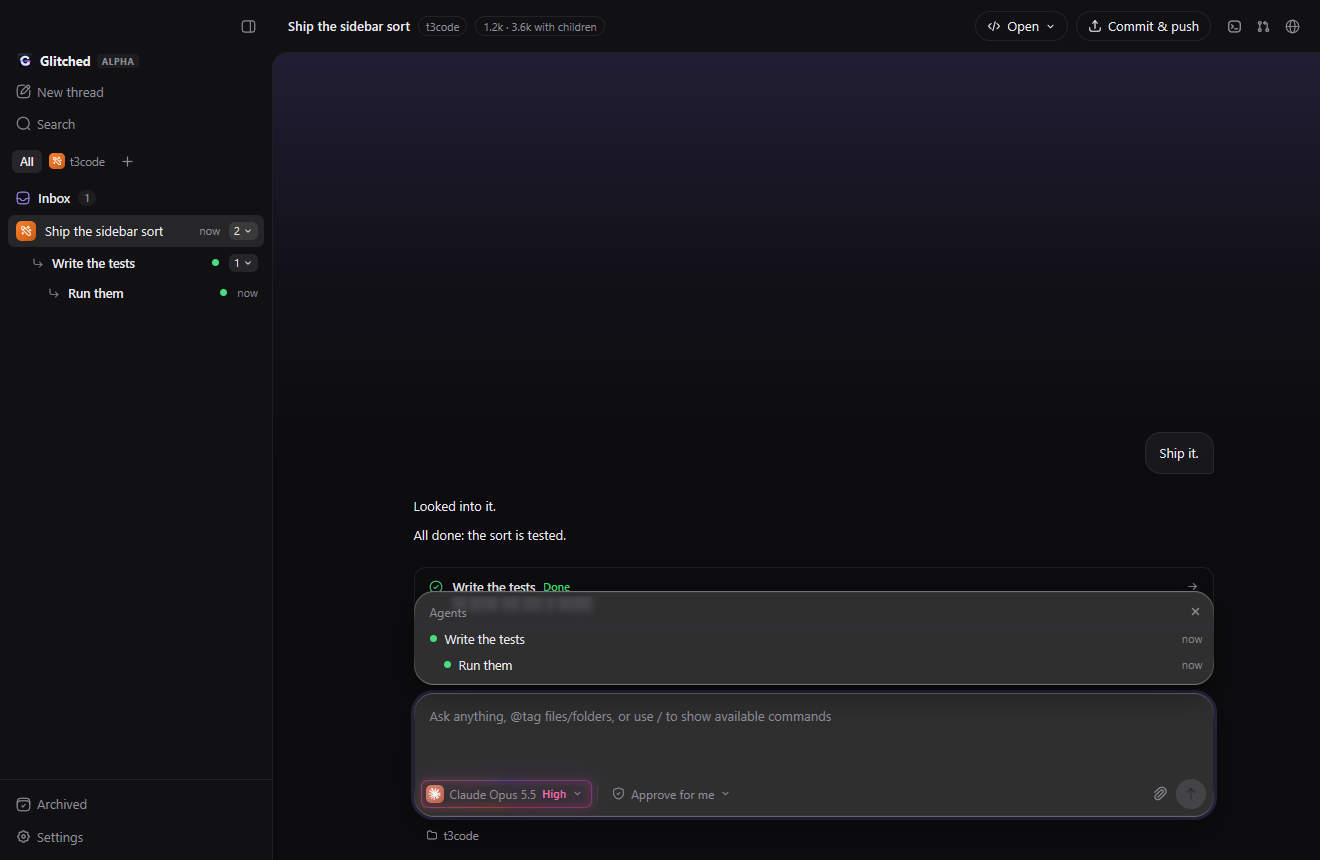 Ship the sidebar sort t3code 1.2k · 3.6k with children Open Commit & push
Glitched ALPHA
New thread
Search
All t3code +
Inbox 1
Ship the sidebar sort now 2
Write the tests 1
Run them now
Archived
Settings
Ship it.
Looked into it.
All done: the sort is tested.
Write the tests Done
Agents
Write the tests now
Run them now
Ask anything, @tag files/folders, or use / to show available commands
Claude Opus 5.5 High Approve for me
t3code